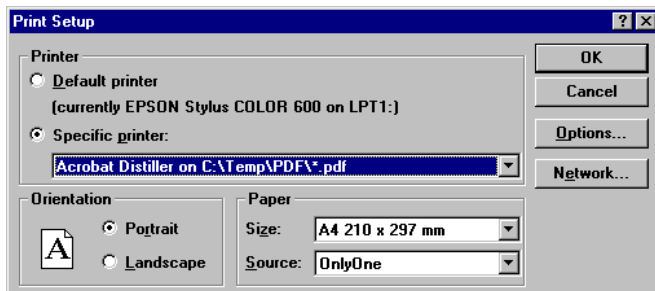 Print Setup
Printer
Default printer
(currently EPSON Stylus COLOR 600 on LPT1:)
Specific printer:
Acrobat Distiller on C:\Temp\PDF\*.pdf
OK
Cancel
Options...
Network...
Orientation
A
Portrait
Landscape
Paper
Size: A4 210 x 297 mm
Source: OnlyOne